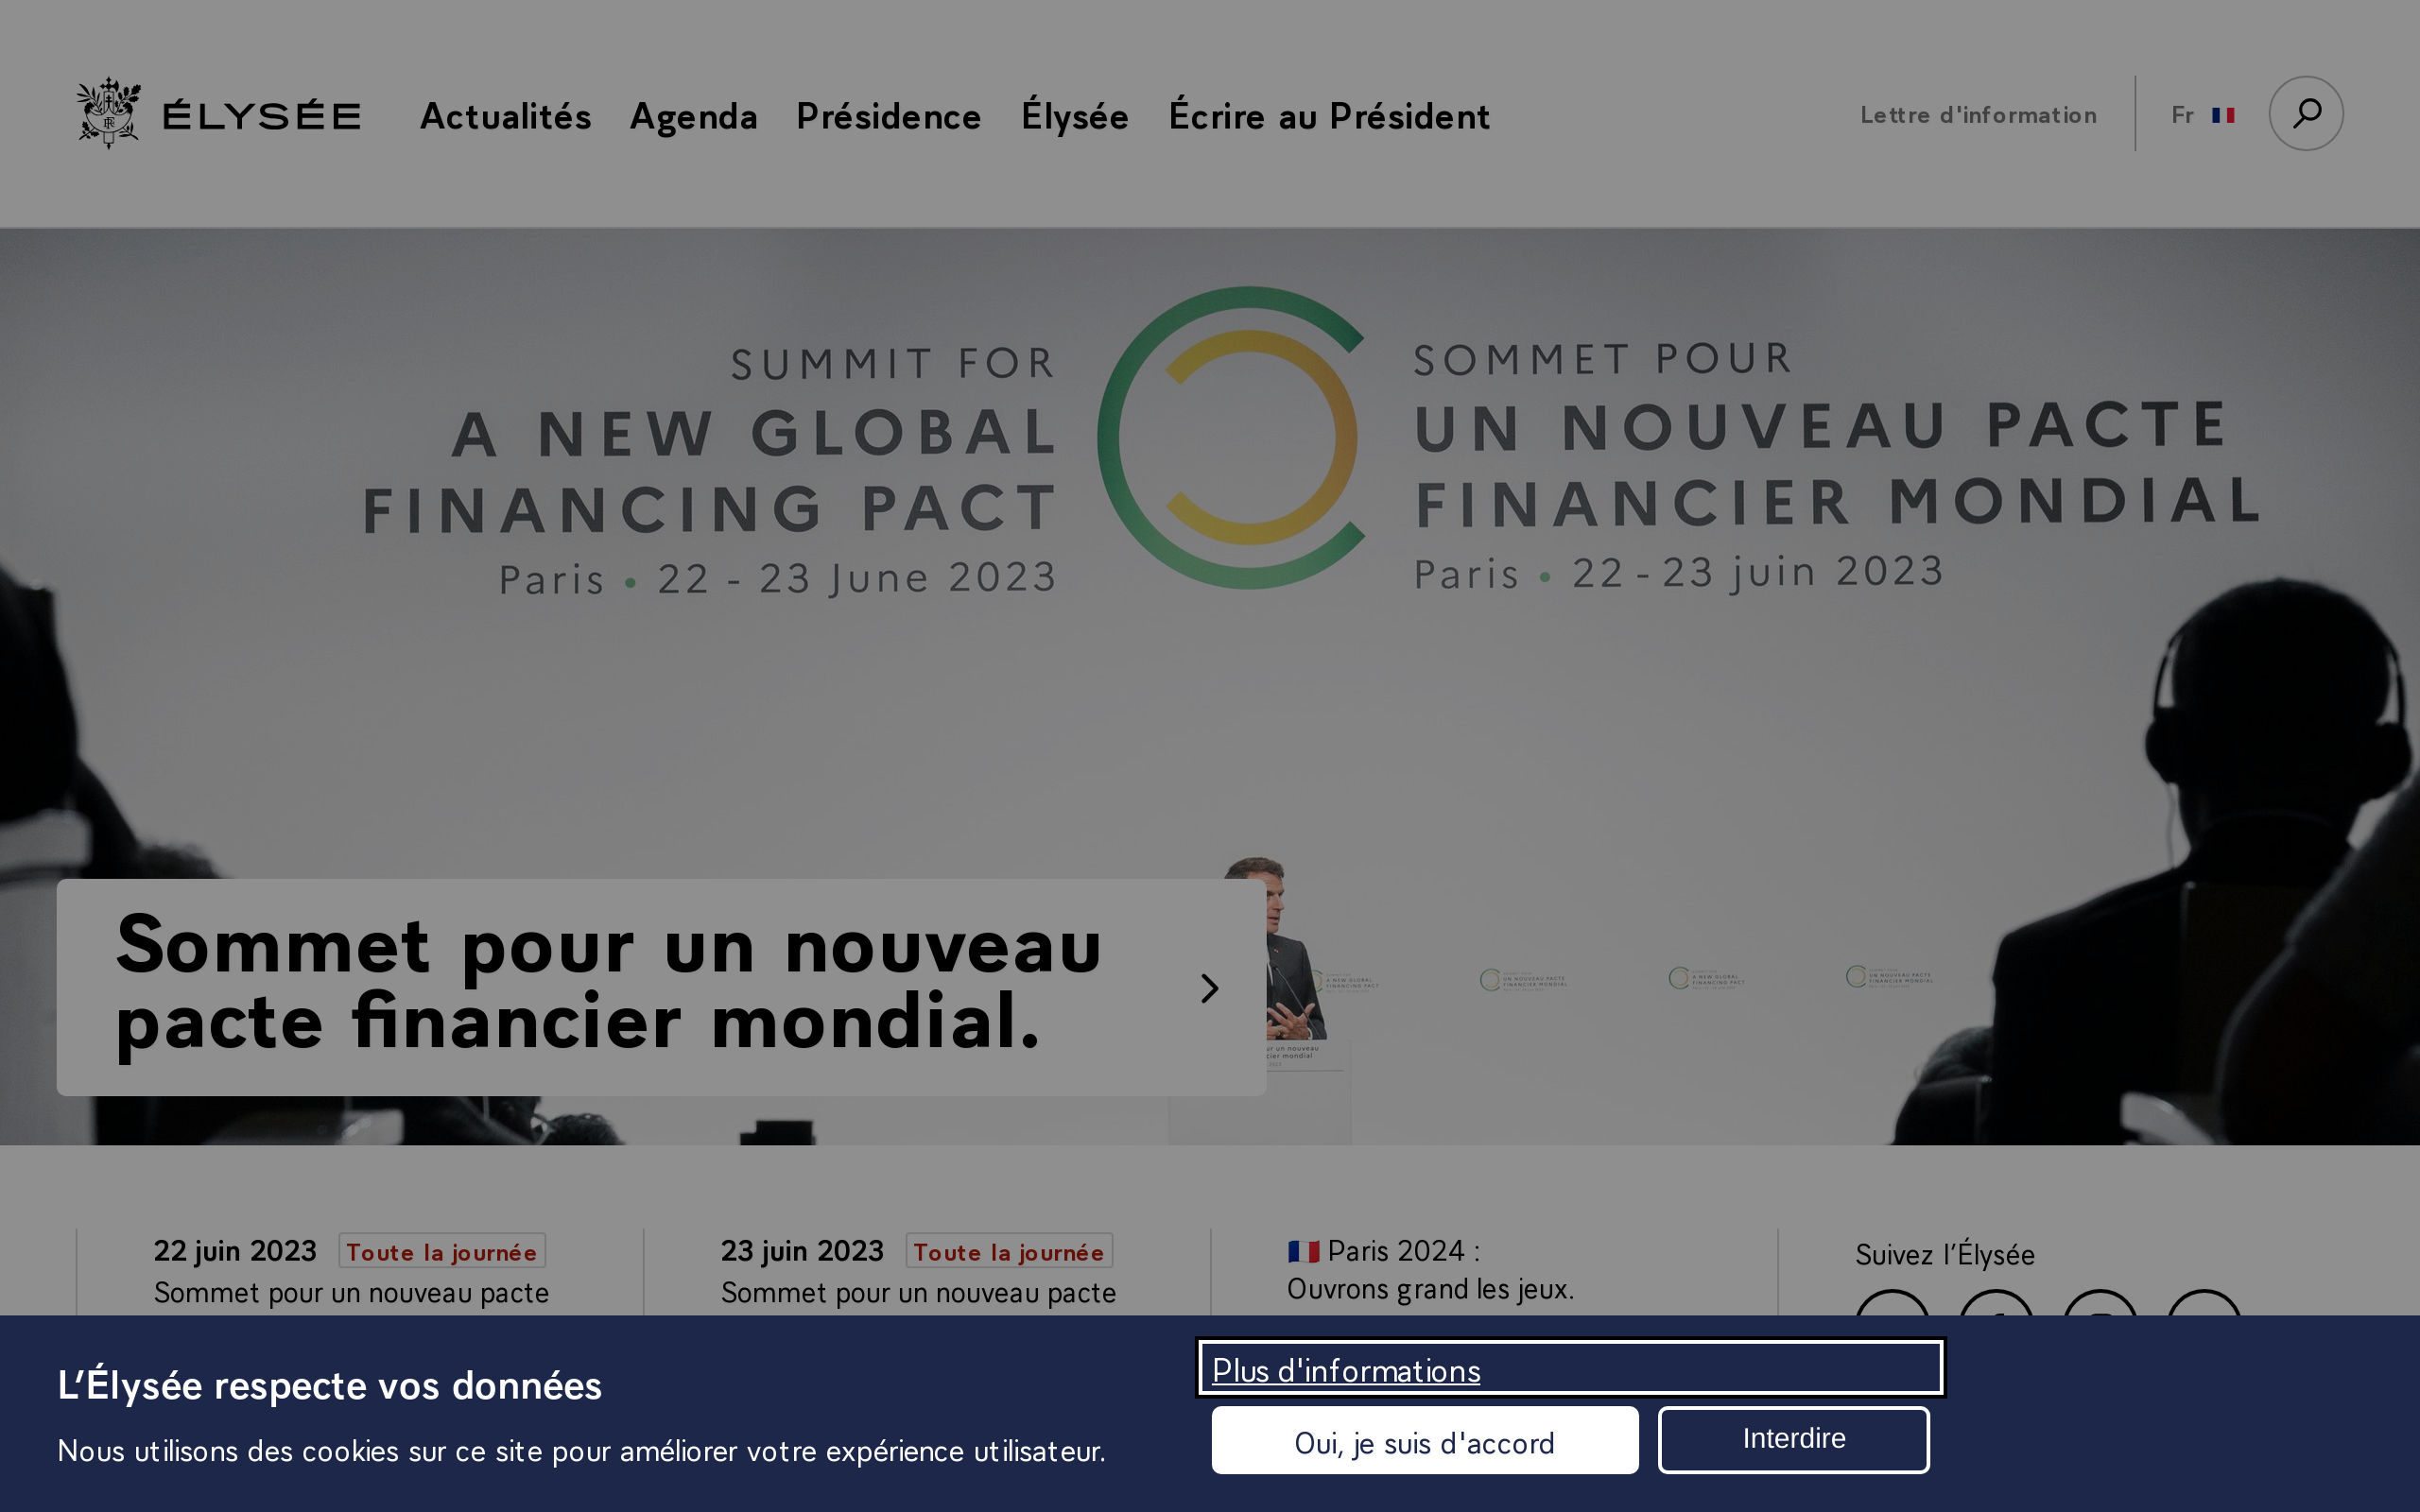 ÉLYSÉE
Actualités
Agenda
Présidence
Élysée
Écrire au Président
Lettre d'information
Fr
SUMMIT FOR
A NEW GLOBAL
FINANCING PACT
Paris • 22 - 23 June 2023
SOMMET POUR
UN NOUVEAU PACTE
FINANCIER MONDIAL
Paris • 22 - 23 juin 2023
Sommet pour un nouveau
pacte financier mondial.
22 juin 2023 Toute la journée
Sommet pour un nouveau pacte
23 juin 2023 Toute la journée
Sommet pour un nouveau pacte
Paris 2024 :
Ouvrons grand les jeux.
Suivez l’Élysée
L’Élysée respecte vos données
Nous utilisons des cookies sur ce site pour améliorer votre expérience utilisateur.
Plus d'informations
Oui, je suis d'accord
Interdire